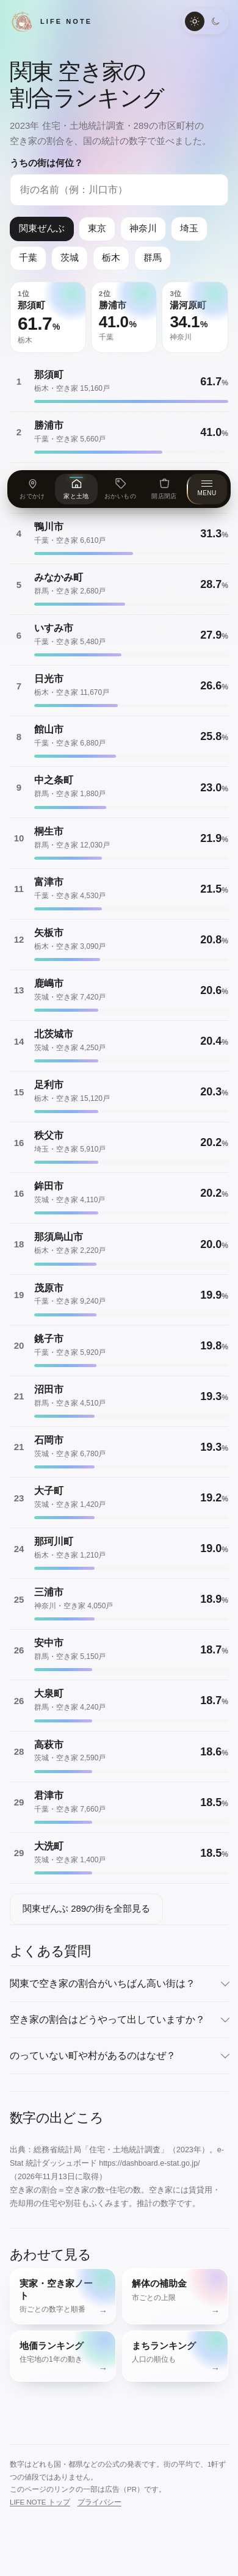 LIFE NOTE
関東 空き家の
割合ランキング
2023年 住宅・土地統計調査・289の市区町村の
空き家の割合を、国の統計の数字で並べました。
うちの街は何位？
街の名前（例：川口市）
関東ぜんぶ 東京 神奈川 埼玉
千葉 茨城 栃木 群馬
1位
那須町
61.7%
栃木
2位
勝浦市
41.0%
千葉
3位
湯河原町
34.1%
神奈川
1 那須町 61.7%
栃木・空き家 15,160戸
2 勝浦市 41.0%
千葉・空き家 5,660戸
おでかけ 家と土地 おかいもの 開店閉店 MENU
4 鴨川市 31.3%
千葉・空き家 6,610戸
5 みなかみ町 28.7%
群馬・空き家 2,680戸
6 いすみ市 27.9%
千葉・空き家 5,480戸
7 日光市 26.6%
栃木・空き家 11,670戸
8 館山市 25.8%
千葉・空き家 6,880戸
9 中之条町 23.0%
群馬・空き家 1,880戸
10 桐生市 21.9%
群馬・空き家 12,030戸
11 富津市 21.5%
千葉・空き家 4,530戸
12 矢板市 20.8%
栃木・空き家 3,090戸
13 鹿嶋市 20.6%
茨城・空き家 7,420戸
14 北茨城市 20.4%
茨城・空き家 4,250戸
15 足利市 20.3%
栃木・空き家 15,120戸
16 秩父市 20.2%
埼玉・空き家 5,910戸
16 鉾田市 20.2%
茨城・空き家 4,110戸
18 那須烏山市 20.0%
栃木・空き家 2,220戸
19 茂原市 19.9%
千葉・空き家 9,240戸
20 銚子市 19.8%
千葉・空き家 5,920戸
21 沼田市 19.3%
群馬・空き家 4,510戸
21 石岡市 19.3%
茨城・空き家 6,780戸
23 大子町 19.2%
茨城・空き家 1,420戸
24 那珂川町 19.0%
栃木・空き家 1,210戸
25 三浦市 18.9%
神奈川・空き家 4,050戸
26 安中市 18.7%
群馬・空き家 5,150戸
26 大泉町 18.7%
群馬・空き家 4,240戸
28 高萩市 18.6%
茨城・空き家 2,590戸
29 君津市 18.5%
千葉・空き家 7,660戸
29 大洗町 18.5%
茨城・空き家 1,400戸
関東ぜんぶ 289の街を全部見る
よくある質問
関東で空き家の割合がいちばん高い街は？
空き家の割合はどうやって出していますか？
のっていない町や村があるのはなぜ？
数字の出どころ
出典：総務省統計局「住宅・土地統計調査」（2023年）。e-
Stat 統計ダッシュボード https://dashboard.e-stat.go.jp/
（2026年11月13日に取得）
空き家の割合＝空き家の数÷住宅の数。空き家には賃貸用・
売却用の住宅や別荘もふくみます。推計の数字です。
あわせて見る
実家・空き家ノー
ト
街ごとの数字と順番
→
解体の補助金
市ごとの上限
→
地価ランキング
住宅地の1年の動き
→
まちランキング
人口の順位も
→
数字はどれも国・都県などの公式の発表です。街の平均で、1軒ず
つの値段ではありません。
このページのリンクの一部は広告（PR）です。
LIFE NOTE トップ プライバシー